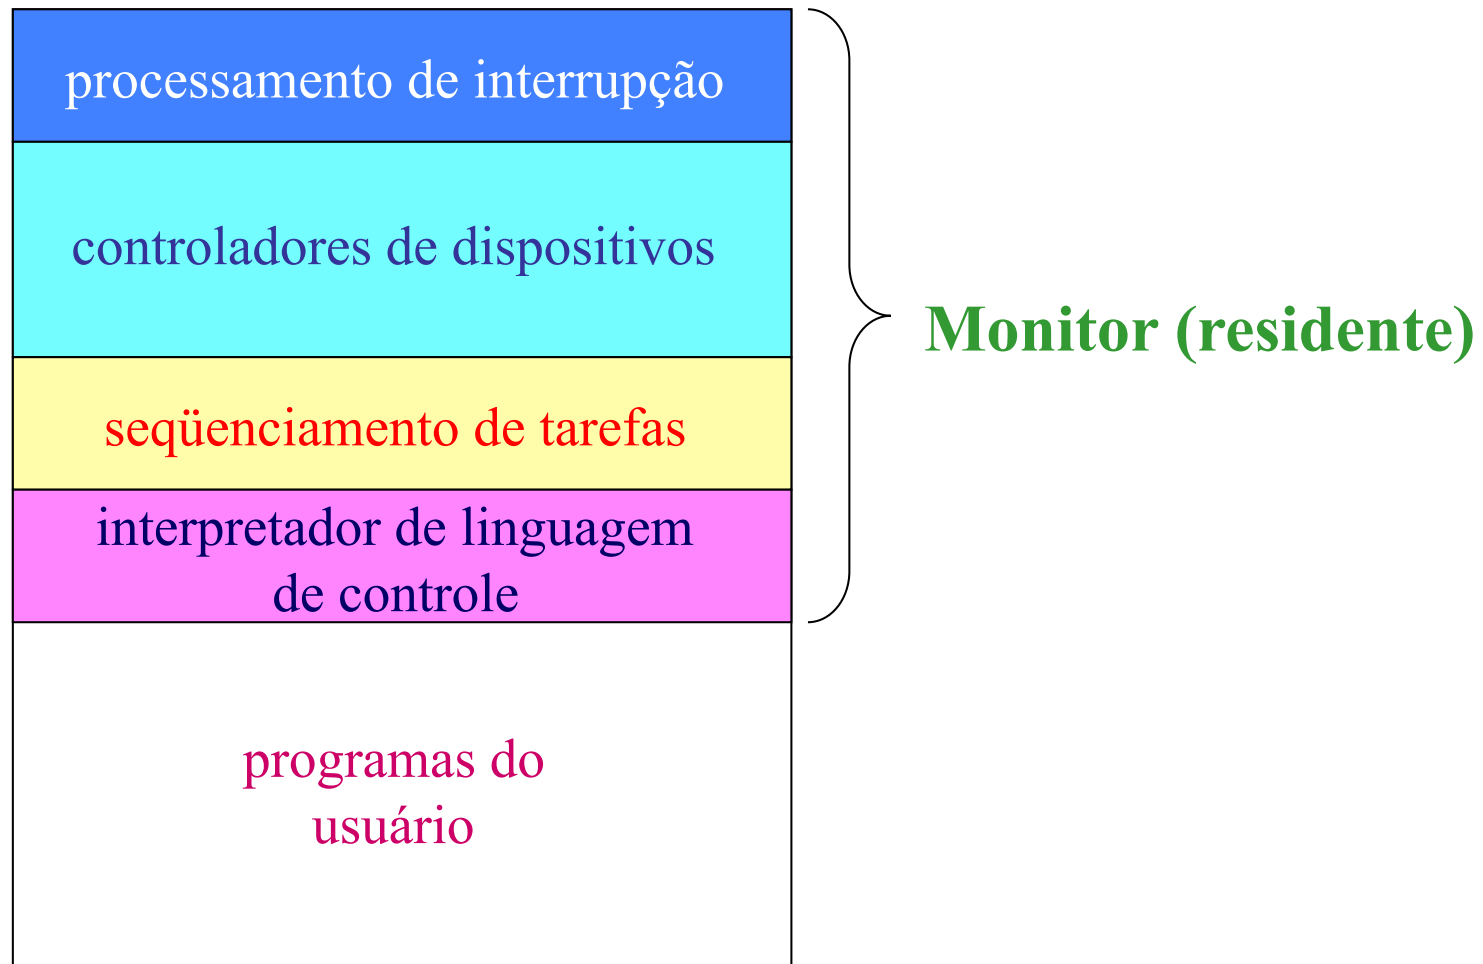 processamento de interrupção
controladores de dispositivos
Monitor (residente)
seqüenciamento de tarefas
interpretador de linguagem
de controle
programas do
usuário